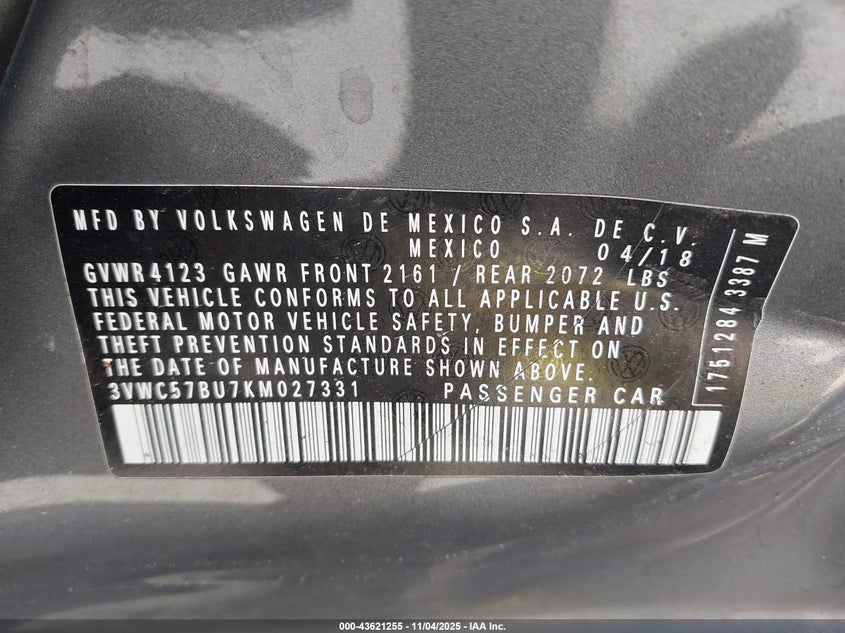 MFD BY VOLKSWAGEN DE MEXICO S.A. DE C.V.
MEXICO 04/18
GVWR 4123 GAWR FRONT 2161 / REAR 2072 LBS
THIS VEHICLE CONFORMS TO ALL APPLICABLE U.S.
FEDERAL MOTOR VEHICLE SAFETY, BUMPER AND
THEFT PREVENTION STANDARDS IN EFFECT ON
THE DATE OF MANUFACTURE SHOWN ABOVE.
3VWC57BU7KM027331 PASSENGER CAR
1751284 3387 M
000-43621255 - 11/04/2025 - IAA Inc.